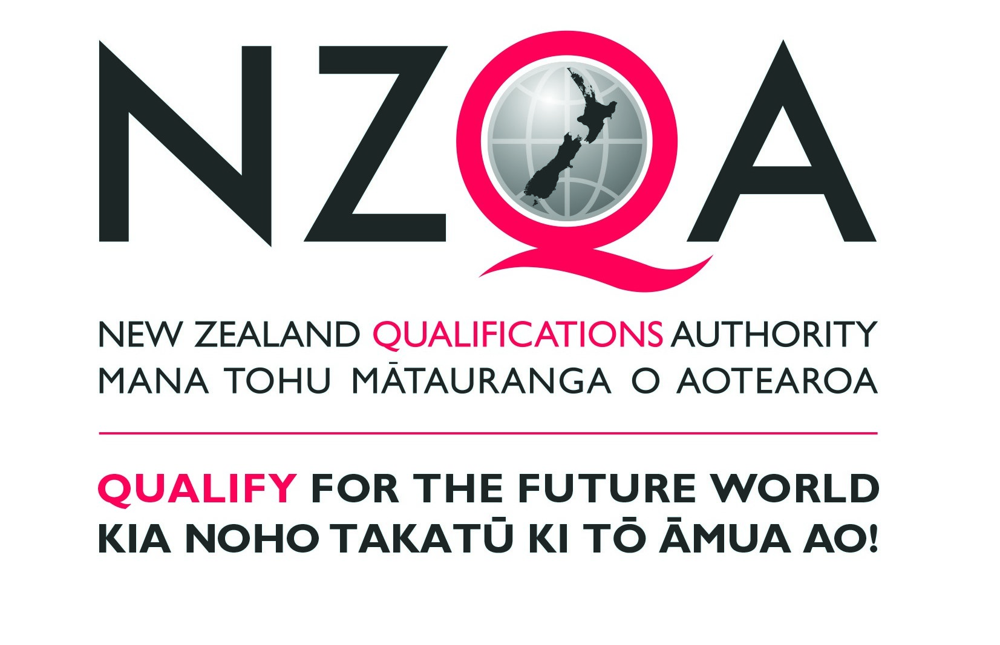 NZQA
NEW ZEALAND QUALIFICATIONS AUTHORITY
MANA TOHU MĀTAURANGA O AOTEAROA
QUALIFY FOR THE FUTURE WORLD
KIA NOHO TAKATŪ KI TŌ ĀMUA AO!